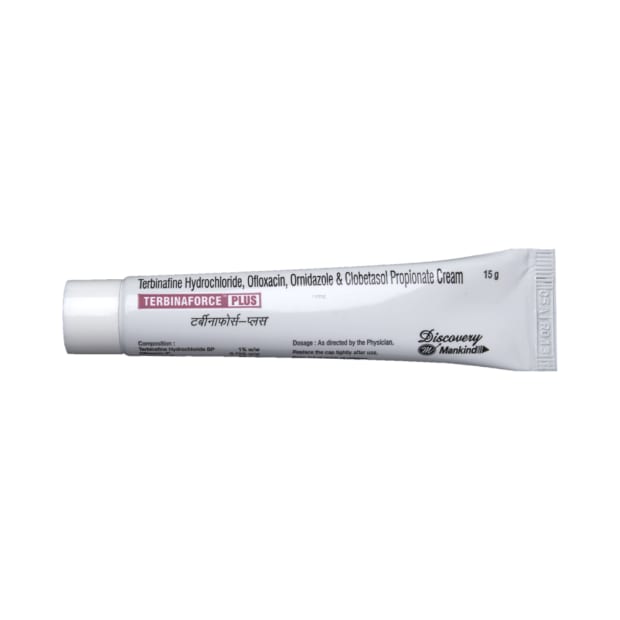 Terbinafine Hydrochloride, Ofloxacin, Ornidazole & Clobetasol Propionate Cream 15 g
TERBINAFORCE PLUS
टर्बीनाफोर्स-प्लस
Composition :
Terbinafine Hydrochloride BP 1% w/w
Dosage : As directed by the Physician.
Replace the cap tightly after use.
Discovery
Mankind